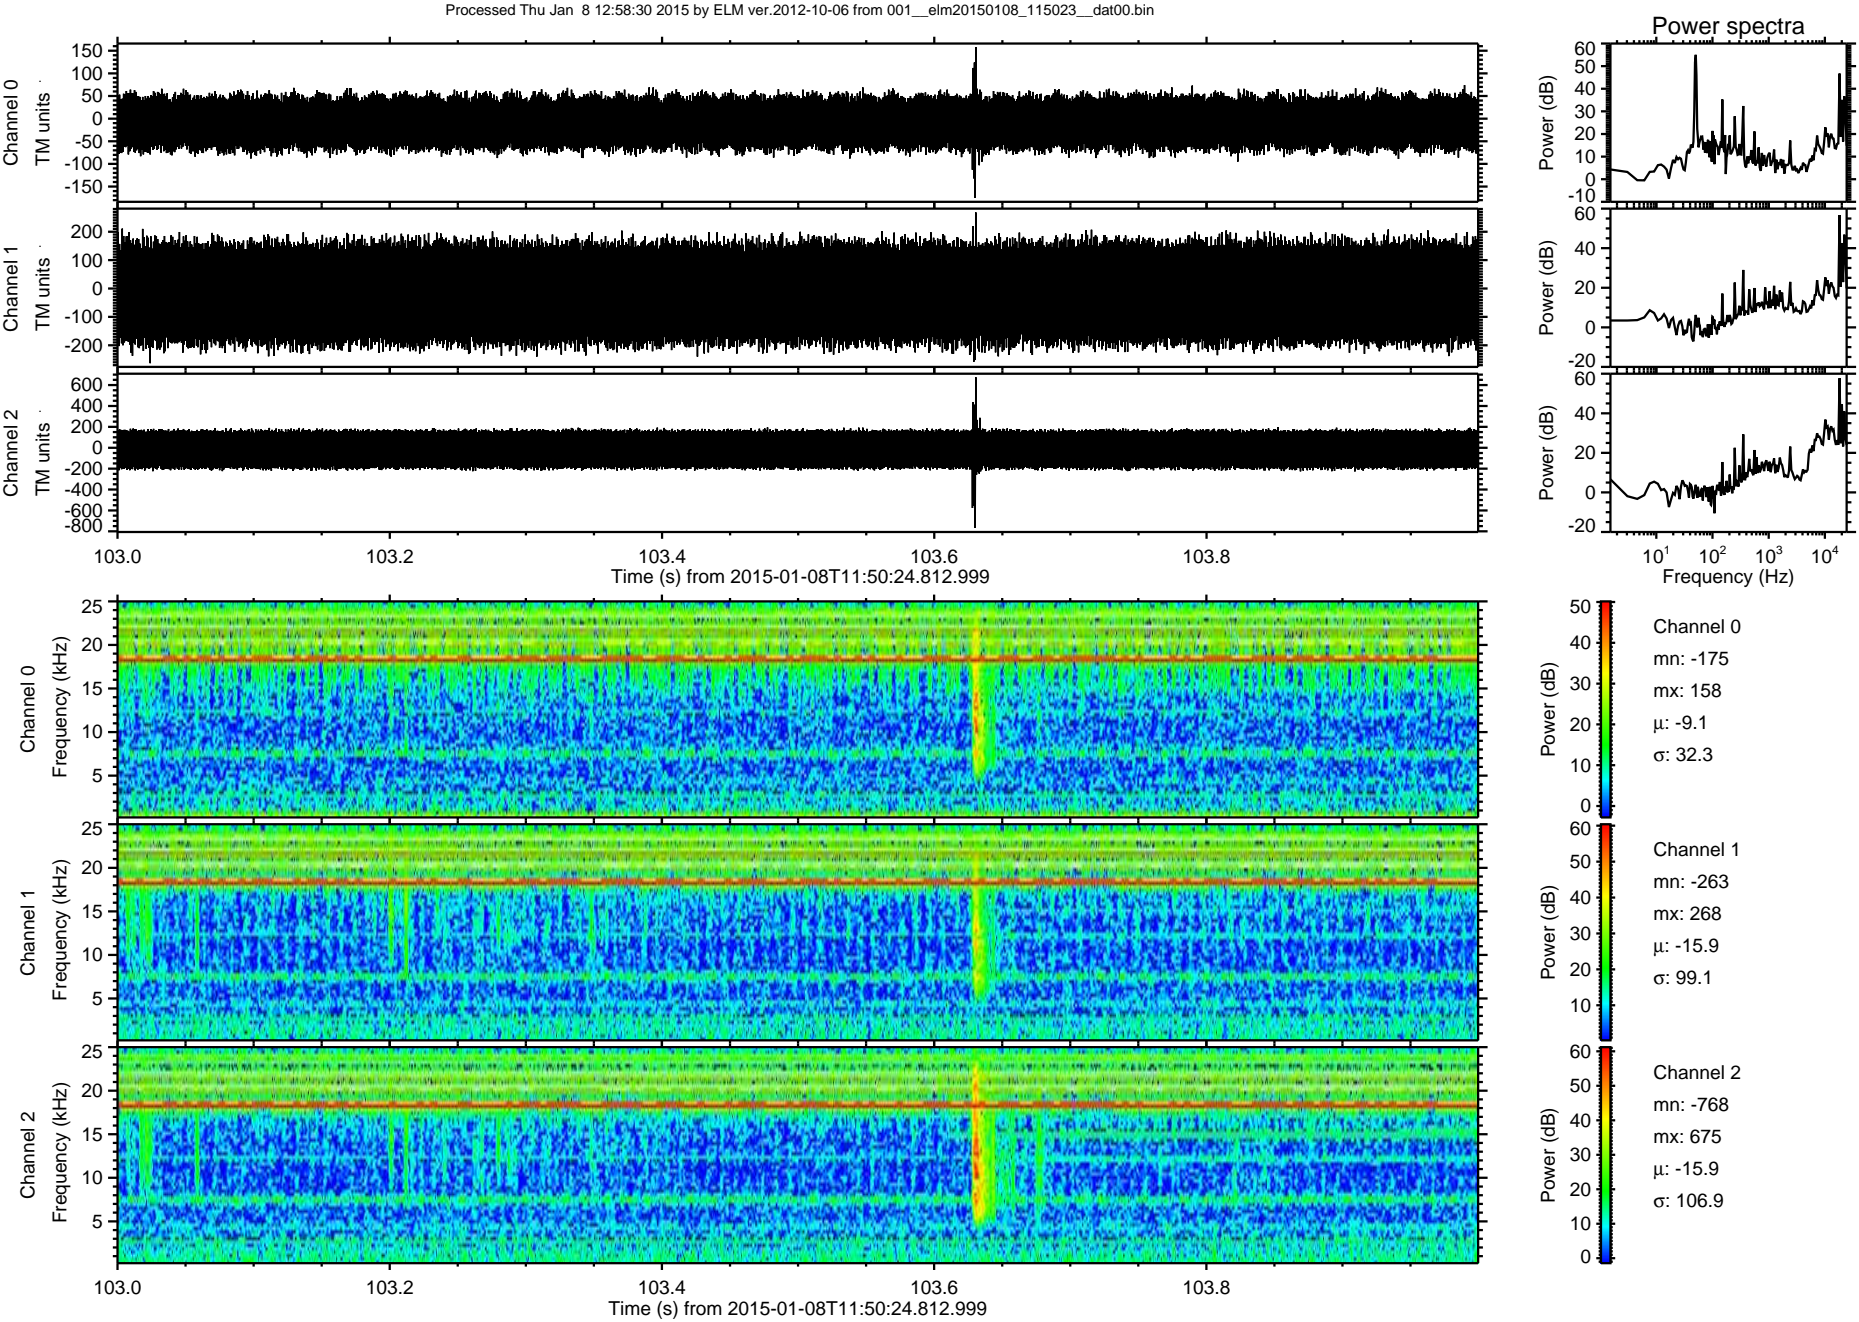 Processed Thu Jan  8 12:58:30 2015 by ELM ver.2012-10-06 from 001__elm20150108_115023__dat00.bin
Power spectra
Channel 0
TM units
150
100
50
0
-50
-100
-150
Power (dB)
60
50
40
30
20
10
0
-10
Channel 1
TM units
200
100
0
-100
-200
Power (dB)
60
40
20
0
-20
Channel 2
TM units
600
400
200
0
-200
-400
-600
-800
Power (dB)
60
40
20
0
-20
103.0 103.2 103.4 103.6 103.8
Time (s) from 2015-01-08T11:50:24.812.999
10¹ 10² 10³ 10⁴
Frequency (Hz)
Channel 0
Frequency (kHz)
25
20
15
10
5
Power (dB)
50
40
30
20
10
0
Channel 0
mn: -175
mx: 158
μ: -9.1
σ: 32.3
Channel 1
Frequency (kHz)
25
20
15
10
5
Power (dB)
60
50
40
30
20
10
Channel 1
mn: -263
mx: 268
μ: -15.9
σ: 99.1
Channel 2
Frequency (kHz)
25
20
15
10
5
Power (dB)
60
50
40
30
20
10
0
Channel 2
mn: -768
mx: 675
μ: -15.9
σ: 106.9
103.0 103.2 103.4 103.6 103.8
Time (s) from 2015-01-08T11:50:24.812.999